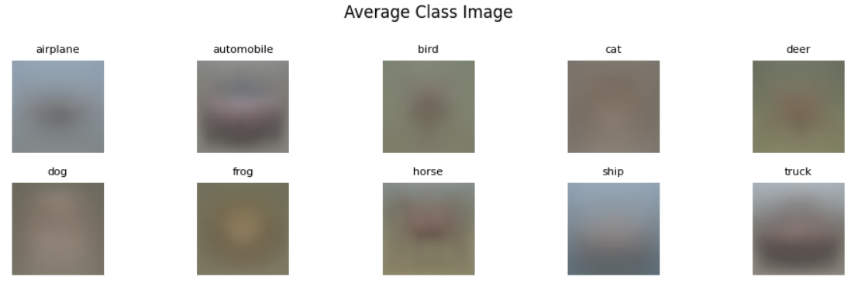 Average Class Image
airplane automobile bird cat deer
dog frog horse ship truck